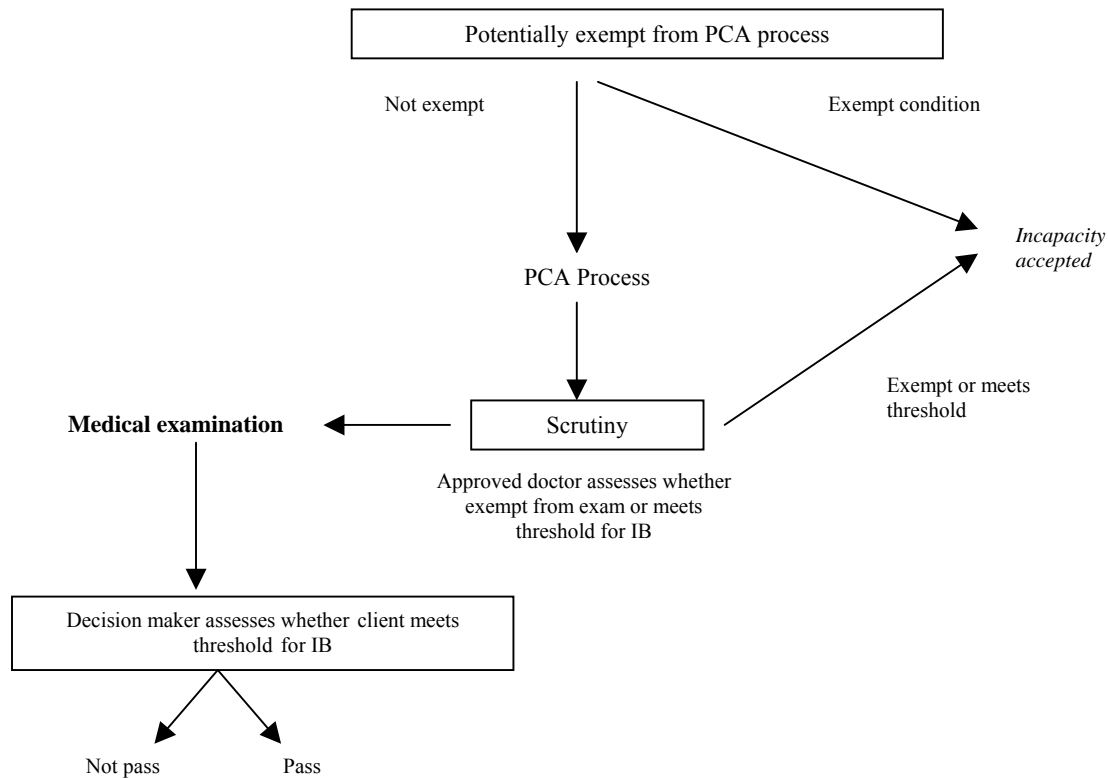 Potentially exempt from PCA process
Not exempt
Exempt condition
Incapacity
accepted
PCA Process
Exempt or meets
threshold
Medical examination
Scrutiny
Approved doctor assesses whether
exempt from exam or meets
threshold for IB
Decision maker assesses whether client meets
threshold for IB
Not pass
Pass